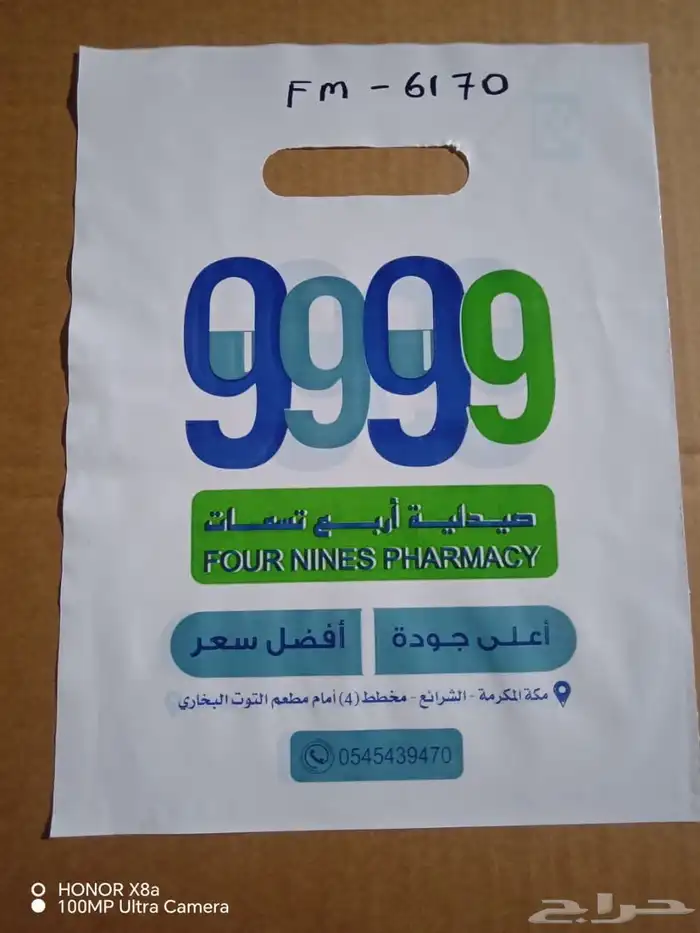 FM - 6170
9999
صيدلية أربع تسعات
FOUR NINES PHARMACY
أعلى جودة
أفضل سعر
مكة المكرمة - الشرائع - مخطط (4) أمام مطعم التوت البخاري
0545439470
HONOR X8a
100MP Ultra Camera
حراج